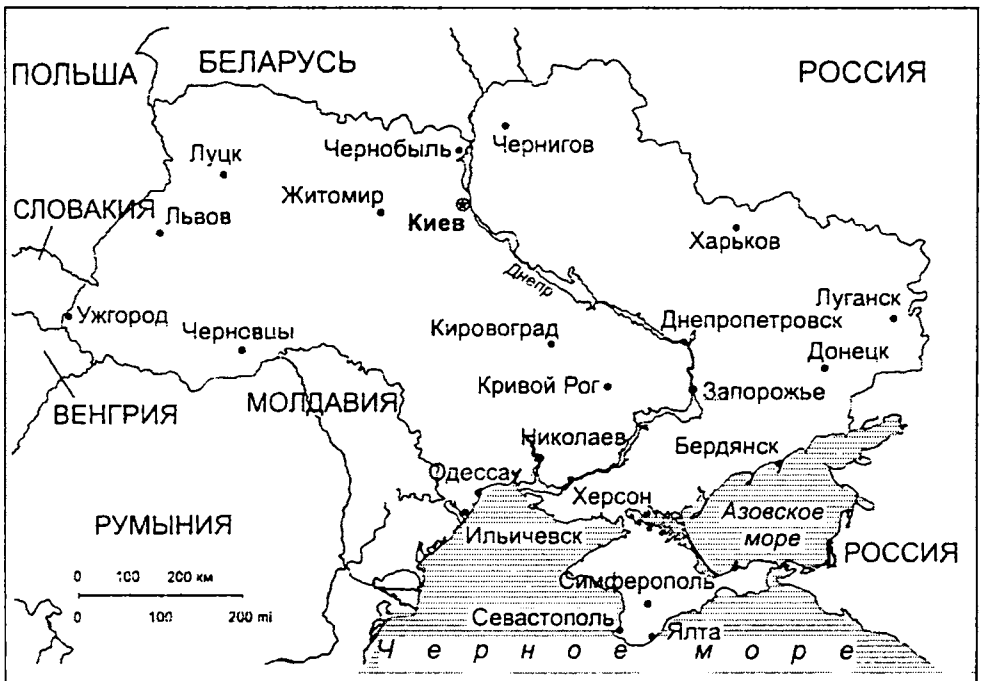 ПОЛЬША
БЕЛАРУСЬ
РОССИЯ
Чернигов
Чернобыль
Луцк
Житомир
Киев
СЛОВАКИЯ
Львов
Харьков
Днепр
Луганск
Ужгород
Черновцы
Кировоград
Днепропетровск
Донецк
Кривой Рог
Запорожье
ВЕНГРИЯ
МОЛДАВИЯ
Николаев
Бердянск
Одесса
Херсон
Азовское
море
РУМЫНИЯ
Ильичевск
РОССИЯ
0 100 200 км
0 100 200 mi
Симферополь
Севастополь
Ялта
Черное море